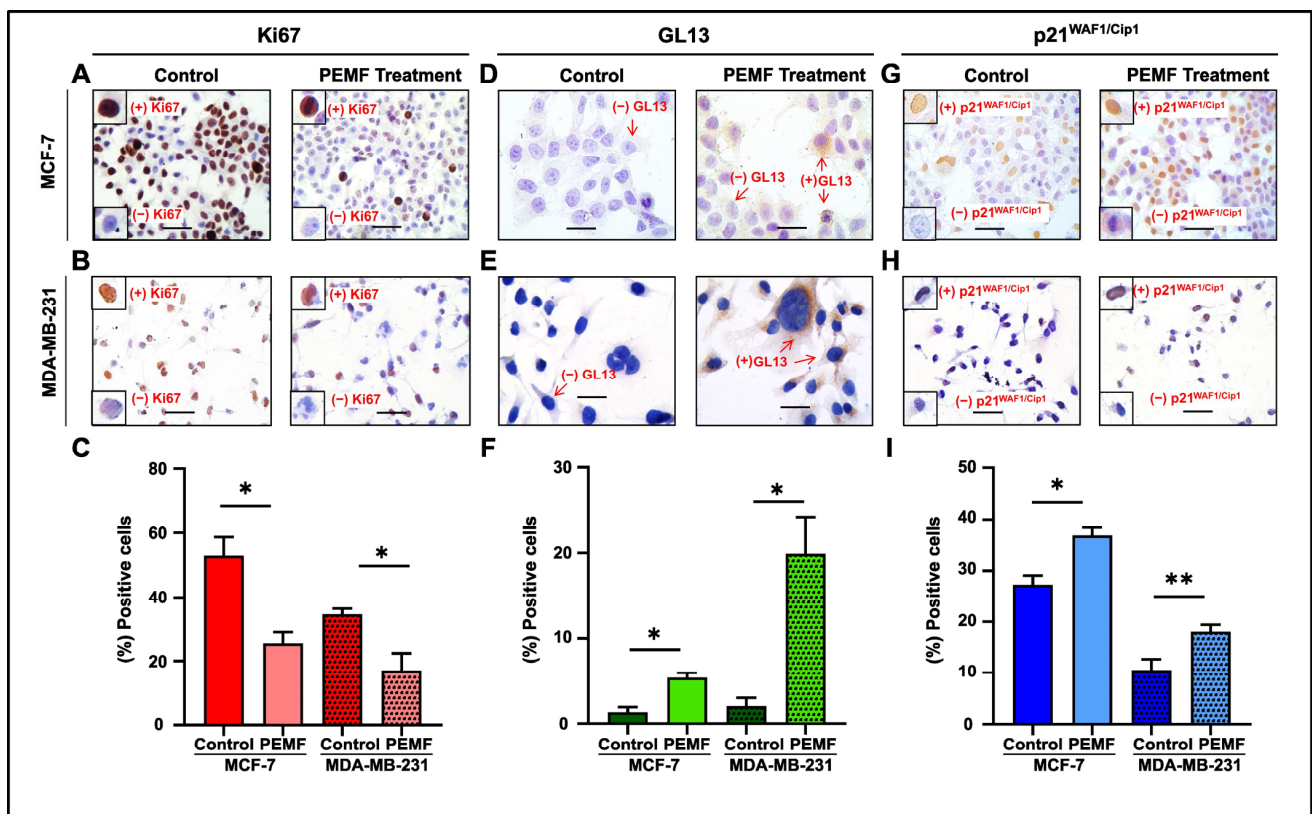 Ki67
GL13
p21WAF1/Cip1
A
Control
PEMF Treatment
D
Control
PEMF Treatment
G
Control
PEMF Treatment
MCF-7
(+) Ki67
(−) Ki67
(+) Ki67
(−) Ki67
(−) GL13
(−) GL13
(+)GL13
(+) p21WAF1/Cip1
(−) p21WAF1/Cip1
(+) p21WAF1/Cip1
(−) p21WAF1/Cip1
B
E
H
MDA-MB-231
(+) Ki67
(−) Ki67
(+) Ki67
(−) Ki67
(−) GL13
(+)GL13
(+) p21WAF1/Cip1
(−) p21WAF1/Cip1
(+) p21WAF1/Cip1
(−) p21WAF1/Cip1
C
(%) Positive cells
80
60
40
20
0
*
*
Control PEMF Control PEMF
MCF-7 MDA-MB-231
F
(%) Positive cells
30
20
10
0
*
*
Control PEMF Control PEMF
MCF-7 MDA-MB-231
I
(%) Positive cells
50
40
30
20
10
0
*
**
Control PEMF Control PEMF
MCF-7 MDA-MB-231